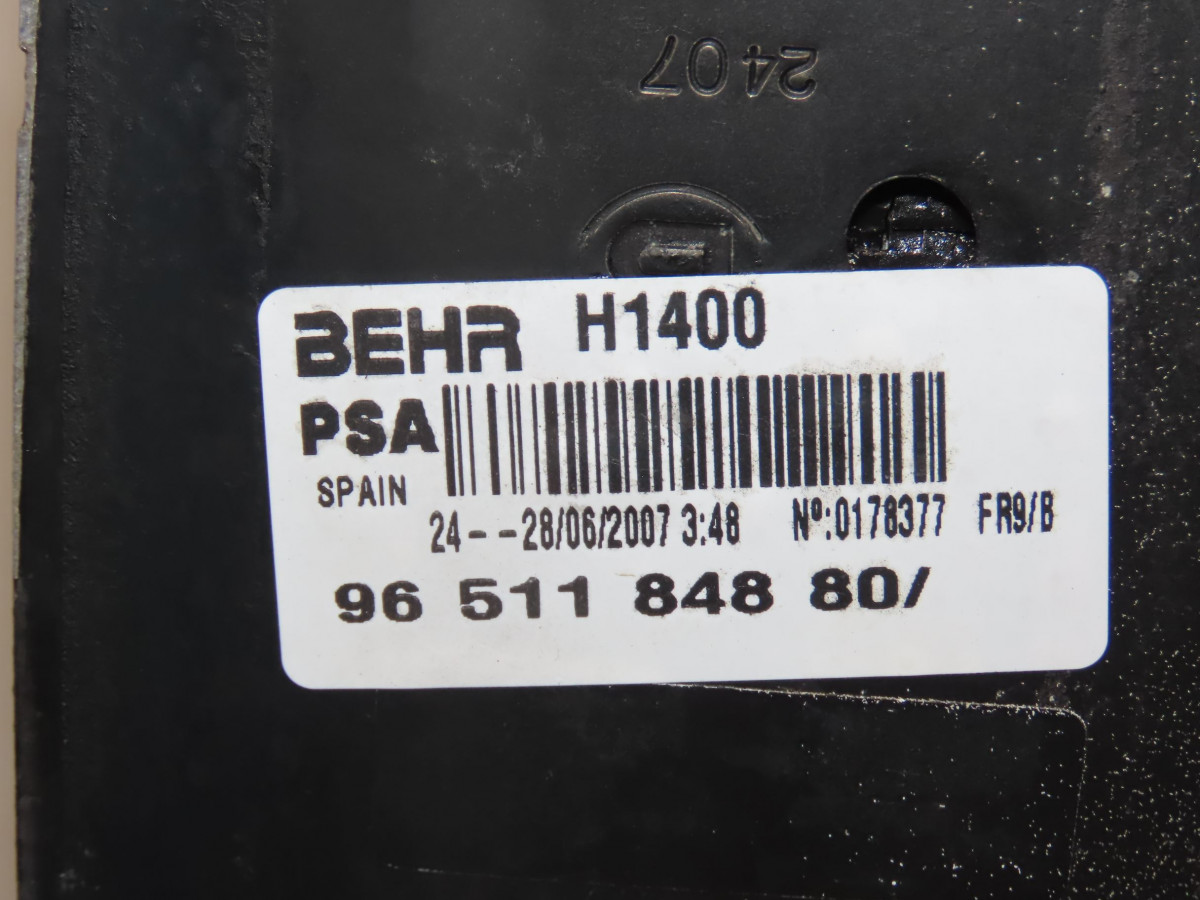 2407
BEHR H1400
PSA
SPAIN
24--28/06/2007 3:48 Nº:0178377 FR9/B
96 511 848 80/